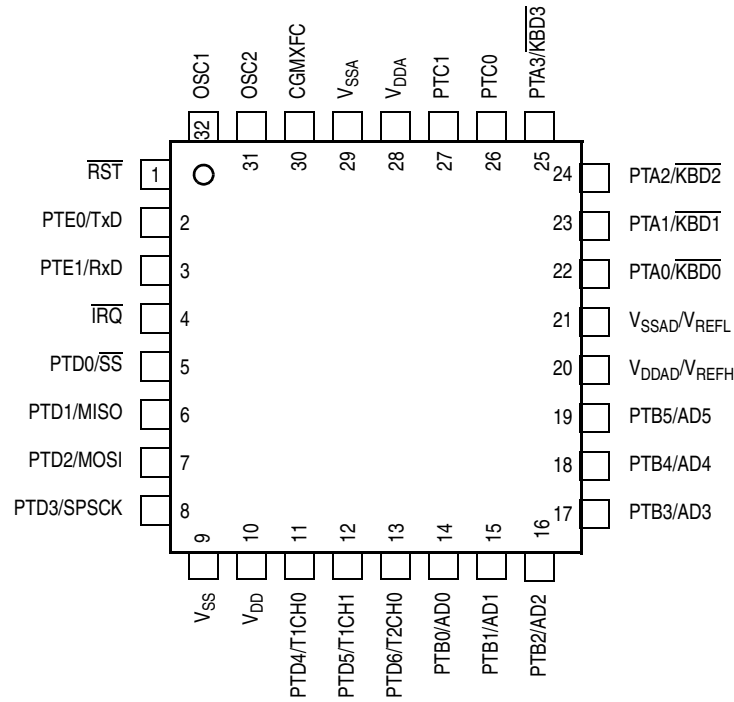 OSC1
OSC2
CGMXFC
VSSA
VDDA
PTC1
PTC0
PTA3/KBD3
32
31
30
29
28
27
26
25
RST 1
24 PTA2/KBD2
PTE0/TxD 2
23 PTA1/KBD1
PTE1/RxD 3
22 PTA0/KBD0
IRQ 4
21 VSSAD/VREFL
PTD0/SS 5
20 VDDAD/VREFH
PTD1/MISO 6
19 PTB5/AD5
PTD2/MOSI 7
18 PTB4/AD4
PTD3/SPSCK 8
17 PTB3/AD3
9
10
11
12
13
14
15
16
VSS
VDD
PTD4/T1CH0
PTD5/T1CH1
PTD6/T2CH0
PTB0/AD0
PTB1/AD1
PTB2/AD2